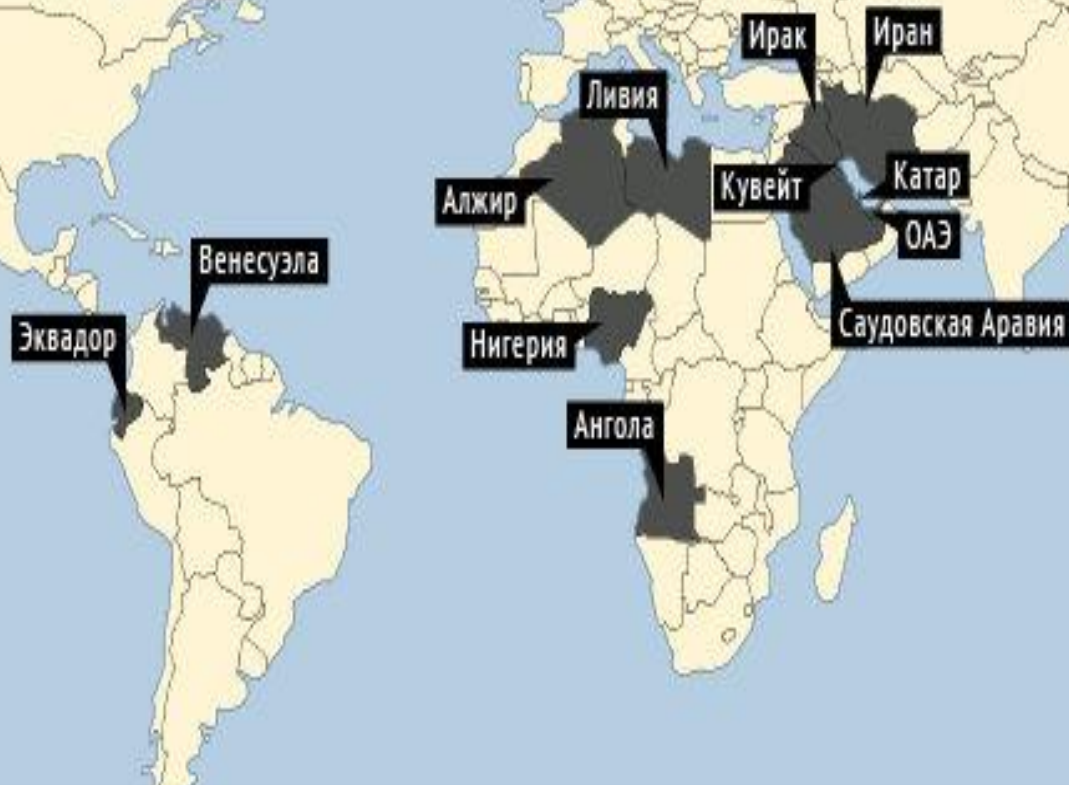 Ирак
Иран
Ливия
Алжир
Кувейт
Катар
ОАЭ
Венесуэла
Саудовская Аравия
Эквадор
Нигерия
Ангола